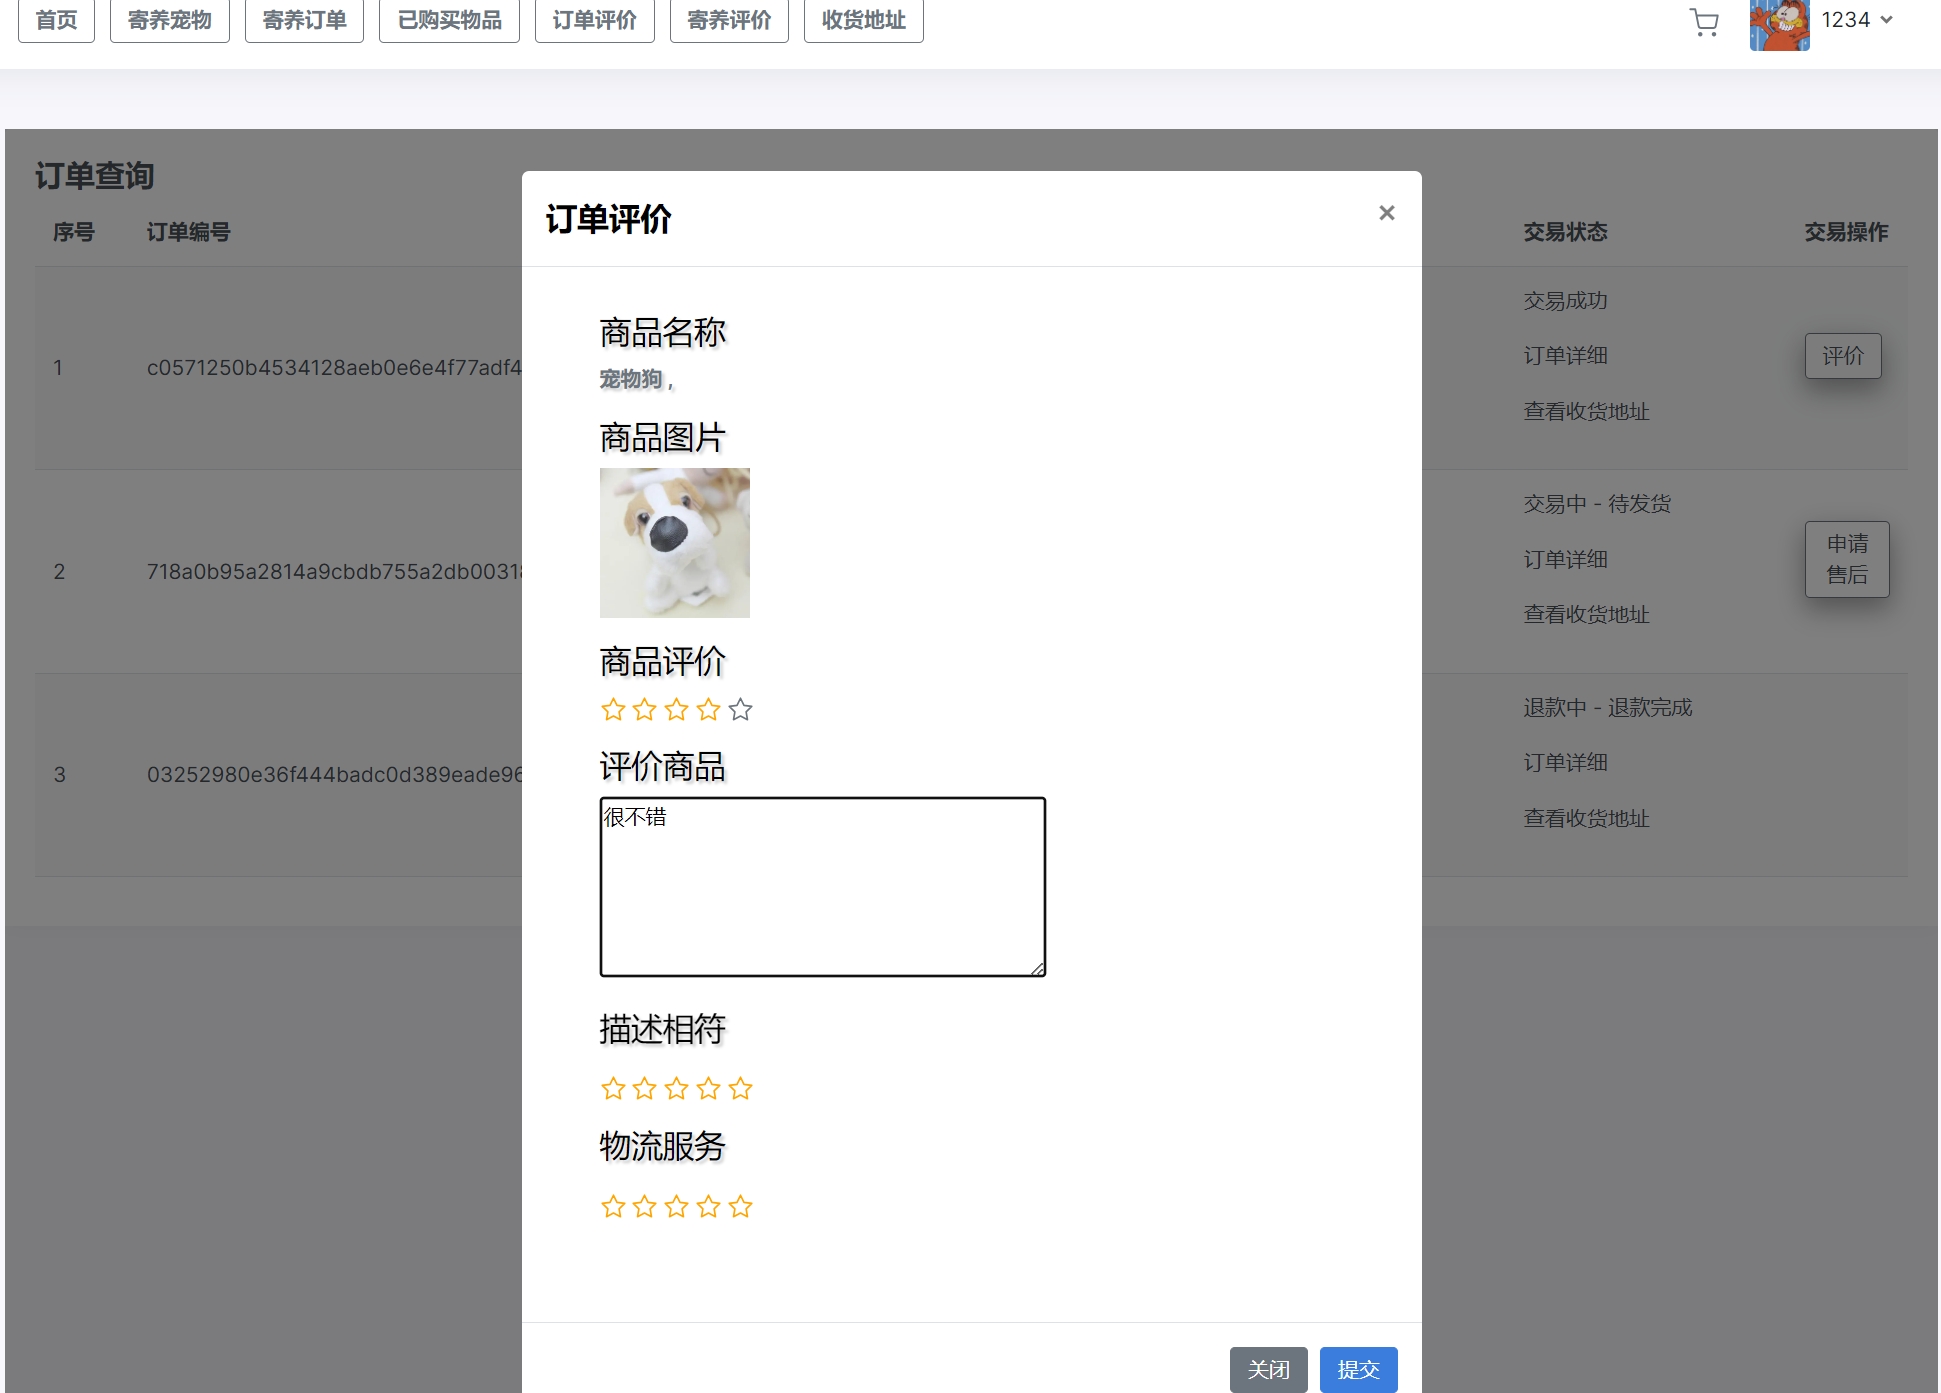 首页 寄养宠物 寄养订单 已购买物品 订单评价 寄养评价 收货地址 1234
订单查询
序号 订单编号 交易状态 交易操作
1 c0571250b4534128aeb0e6e4f77adf4 交易成功 订单详细 查看收货地址 评价
2 718a0b95a2814a9cbdb755a2db0031 交易中 - 待发货 订单详细 查看收货地址 申请售后
3 03252980e36f444badc0d389eade96 退款中 - 退款完成 订单详细 查看收货地址
订单评价 ×
商品名称
宠物狗 ,
商品图片
商品评价
评价商品
很不错
描述相符
物流服务
关闭 提交